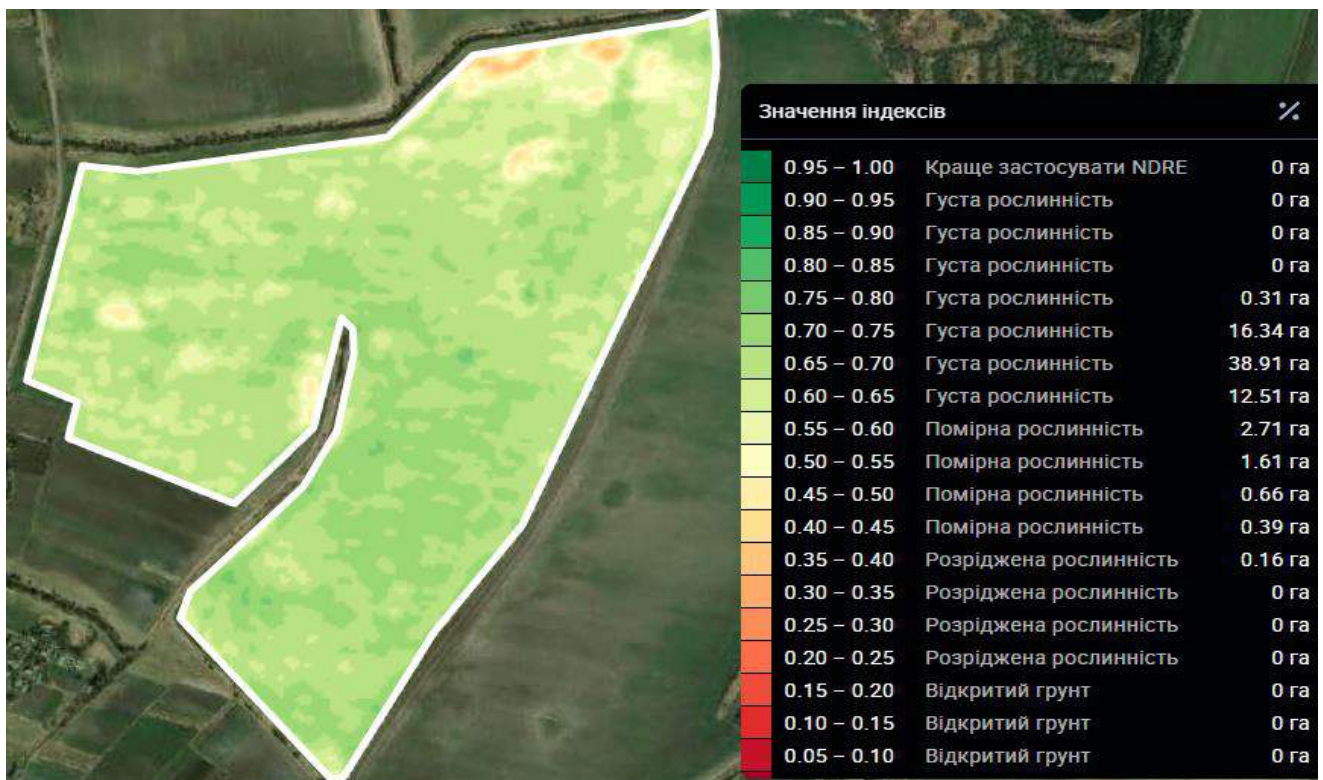 Значення індексів %
0.95 – 1.00 Краще застосувати NDRE 0 га
0.90 – 0.95 Густа рослинність 0 га
0.85 – 0.90 Густа рослинність 0 га
0.80 – 0.85 Густа рослинність 0 га
0.75 – 0.80 Густа рослинність 0.31 га
0.70 – 0.75 Густа рослинність 16.34 га
0.65 – 0.70 Густа рослинність 38.91 га
0.60 – 0.65 Густа рослинність 12.51 га
0.55 – 0.60 Помірна рослинність 2.71 га
0.50 – 0.55 Помірна рослинність 1.61 га
0.45 – 0.50 Помірна рослинність 0.66 га
0.40 – 0.45 Помірна рослинність 0.39 га
0.35 – 0.40 Розріджена рослинність 0.16 га
0.30 – 0.35 Розріджена рослинність 0 га
0.25 – 0.30 Розріджена рослинність 0 га
0.20 – 0.25 Розріджена рослинність 0 га
0.15 – 0.20 Відкритий грунт 0 га
0.10 – 0.15 Відкритий грунт 0 га
0.05 – 0.10 Відкритий грунт 0 га